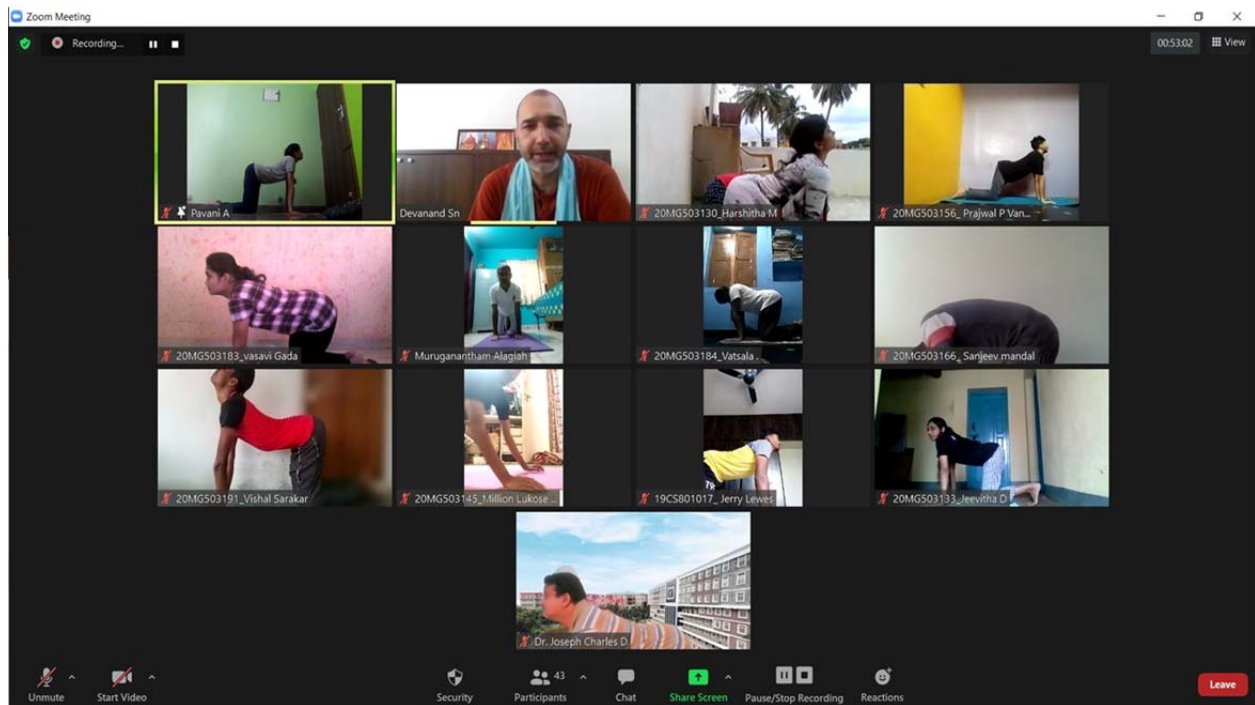 Zoom Meeting
Recording...
00:53:02 View
Pavani A
Devanand Sn
20MG503130_Harshitha M
20MG503156_ Prajwal P Van...
20MG503183_vasavi Gada
Muruganantham Alagiah
20MG503184_Vatsala .
20MG503166_ Sanjeev mandal
20MG503191_Vishal Sarakar
20MG503145_Million Lukose ...
19CS801017_ Jerry Lewes
20MG503133_Jeevitha D
Dr. Joseph Charles D
43
Unmute Start Video Security Participants Chat Share Screen Pause/Stop Recording Reactions Leave